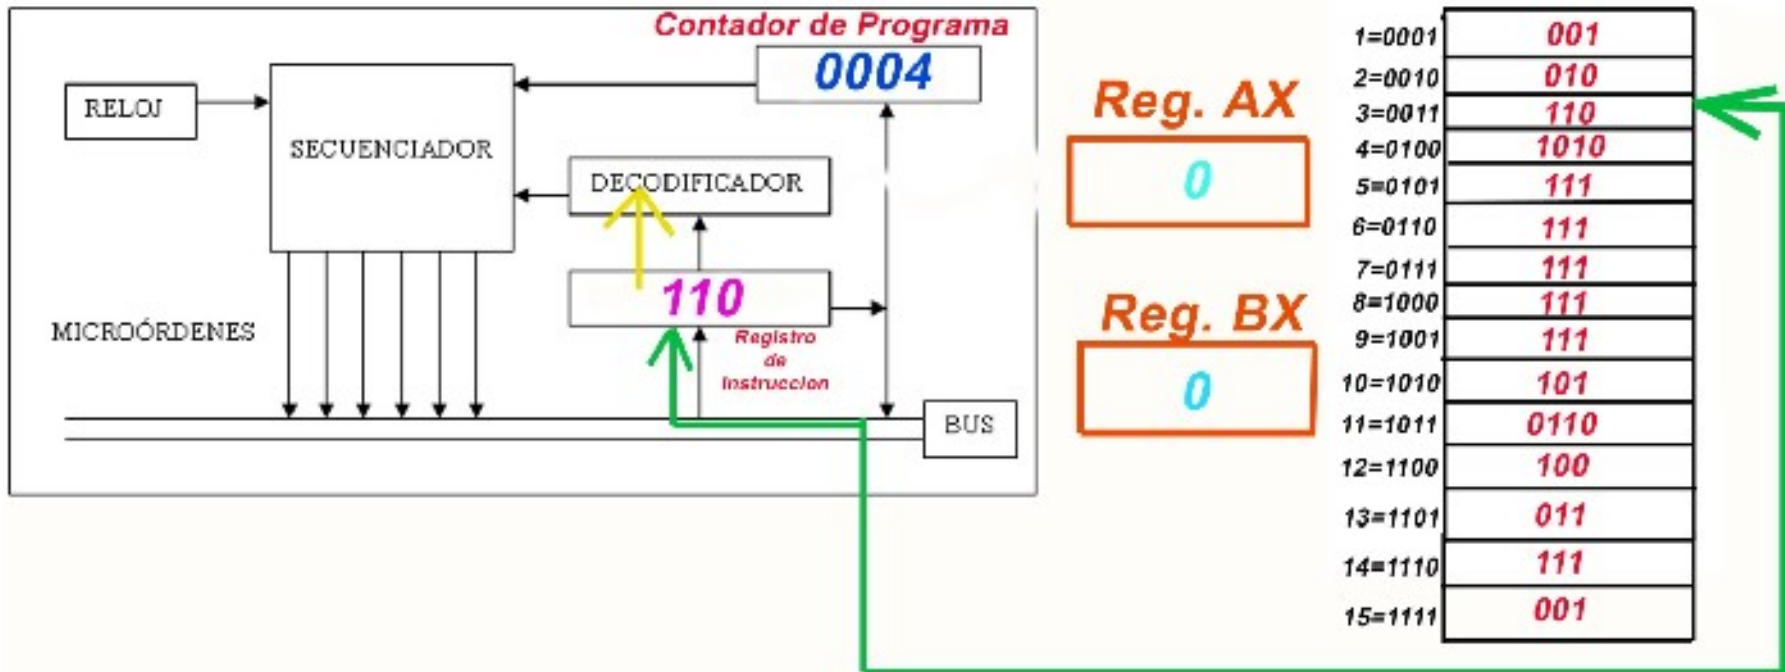 Contador de Programa
0004
RELOJ
SECUENCIADOR
DECODIFICADOR
110
Registro
de
Instruccion
MICROÓRDENES
BUS
Reg. AX
0
Reg. BX
0
1=0001 001
2=0010 010
3=0011 110
4=0100 1010
5=0101 111
6=0110 111
7=0111 111
8=1000 111
9=1001 111
10=1010 101
11=1011 0110
12=1100 100
13=1101 011
14=1110 111
15=1111 001